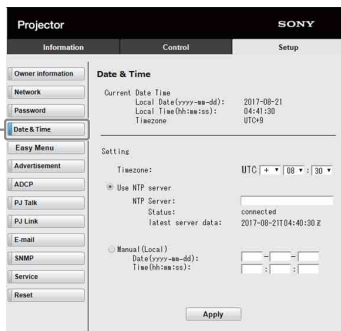 Projector
SONY
Information
Control
Setup
Owner information
Network
Password
Date & Time
Easy Menu
Advertisement
ADCP
PJ Talk
PJ Link
E-mail
SNMP
Service
Reset
Date & Time
Current Date Time
Local Date(yyyy-mm-dd): 2017-08-21
Local Time(hh:mm:ss): 04:41:30
Timezone UTC+9
Setting
Timezone: UTC + ▼ 08 ▼ : 30 ▼
Use NTP server
NTP Server:
Status: connected
latest server data: 2017-08-21T04:40:30Z
Manual(Local)
Date(yyyy-mm-dd): - -
Time(hh:mm:ss): : :
Apply